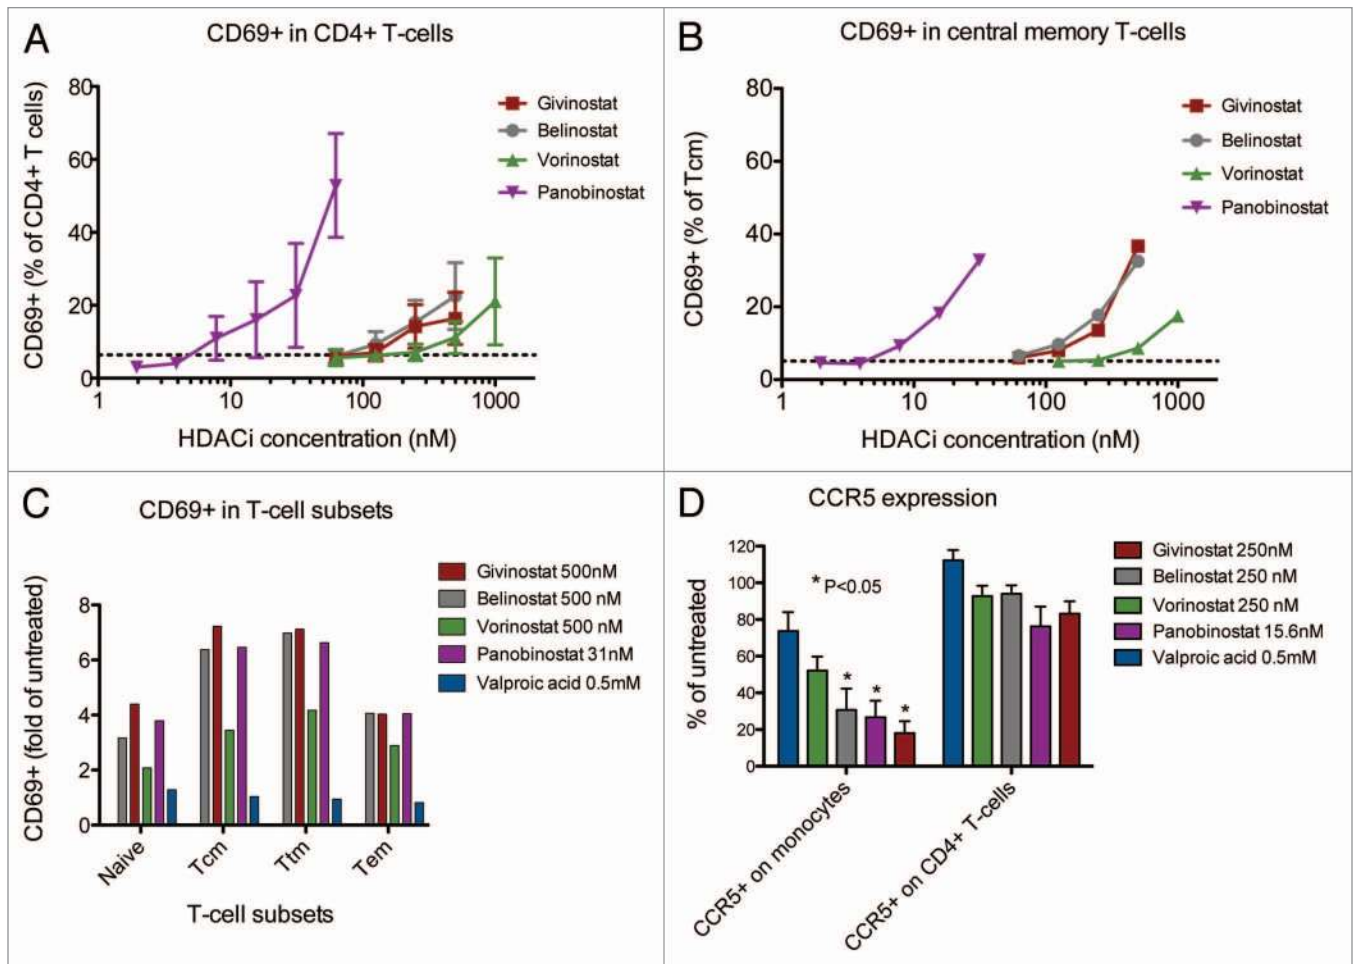 A
CD69+ in CD4+ T-cells
CD69+ (% of CD4+ T cells)
80
60
40
20
0
1
10
100
1000
HDACi concentration (nM)
Givinostat
Belinostat
Vorinostat
Panobinostat
B
CD69+ in central memory T-cells
CD69+ (% of Tcm)
80
60
40
20
0
1
10
100
1000
HDACi concentration (nM)
Givinostat
Belinostat
Vorinostat
Panobinostat
C
CD69+ in T-cell subsets
CD69+ (fold of untreated)
8
6
4
2
0
Naive
Tcm
Ttm
Tem
T-cell subsets
Givinostat 500nM
Belinostat 500 nM
Vorinostat 500 nM
Panobinostat 31nM
Valproic acid 0.5mM
D
CCR5 expression
% of untreated
120
100
80
60
40
20
0
* P<0.05
*
*
*
CCR5+ on monocytes
CCR5+ on CD4+ T-cells
Givinostat 250nM
Belinostat 250 nM
Vorinostat 250 nM
Panobinostat 15.6nM
Valproic acid 0.5mM